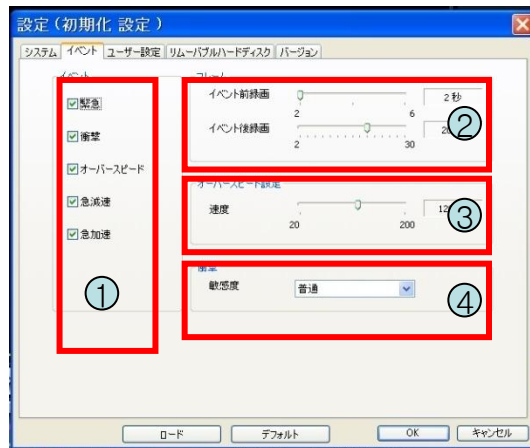 設定(初期化 設定)
システム イベント ユーザー設定 リムーバブルハードディスク バージョン
イベント
緊急
衝撃
オーバースピード
急減速
急加速
①
フレーム
イベント前録画
2秒
2 6
イベント後録画
2 30
②
オーバースピード設定
速度
20 200
③
衝撃
敏感度
普通
④
ロード デフォルト OK キャンセル